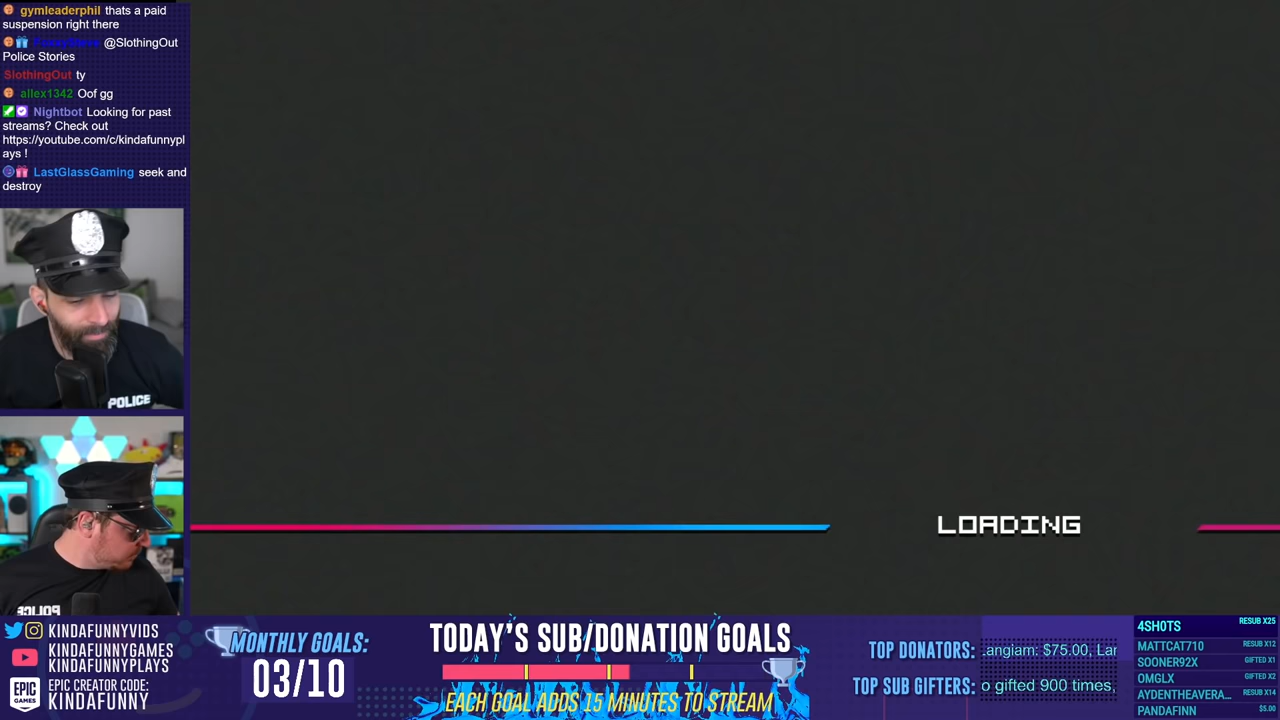 gymleaderphil thats a paid
suspension right there
@SlothingOut
Police Stories
SlothingOut ty
allex1342 Oof gg
Nightbot Looking for past
streams? Check out
https://youtube.com/c/kindafunnypl
ays !
LastGlassGaming seek and
destroy
POLICE
POLICE
LOADING
KINDAFUNNYVIDS
KINDAFUNNYGAMES
KINDAFUNNYPLAYS
EPIC
GAMES
EPIC CREATOR CODE:
KINDAFUNNY
MONTHLY GOALS:
03/10
TODAY'S SUB/DONATION GOALS
EACH GOAL ADDS 15 MINUTES TO STREAM
TOP DONATORS: angiam: $75.00, Lar
TOP SUB GIFTERS: o gifted 900 times,
4SHOTS RESUB X25
MATTCAT710 RESUB X12
SOONER92X GIFTED X1
OMGLX GIFTED X2
AYDENTHEAVERA... RESUB X14
PANDAFINN $5.00